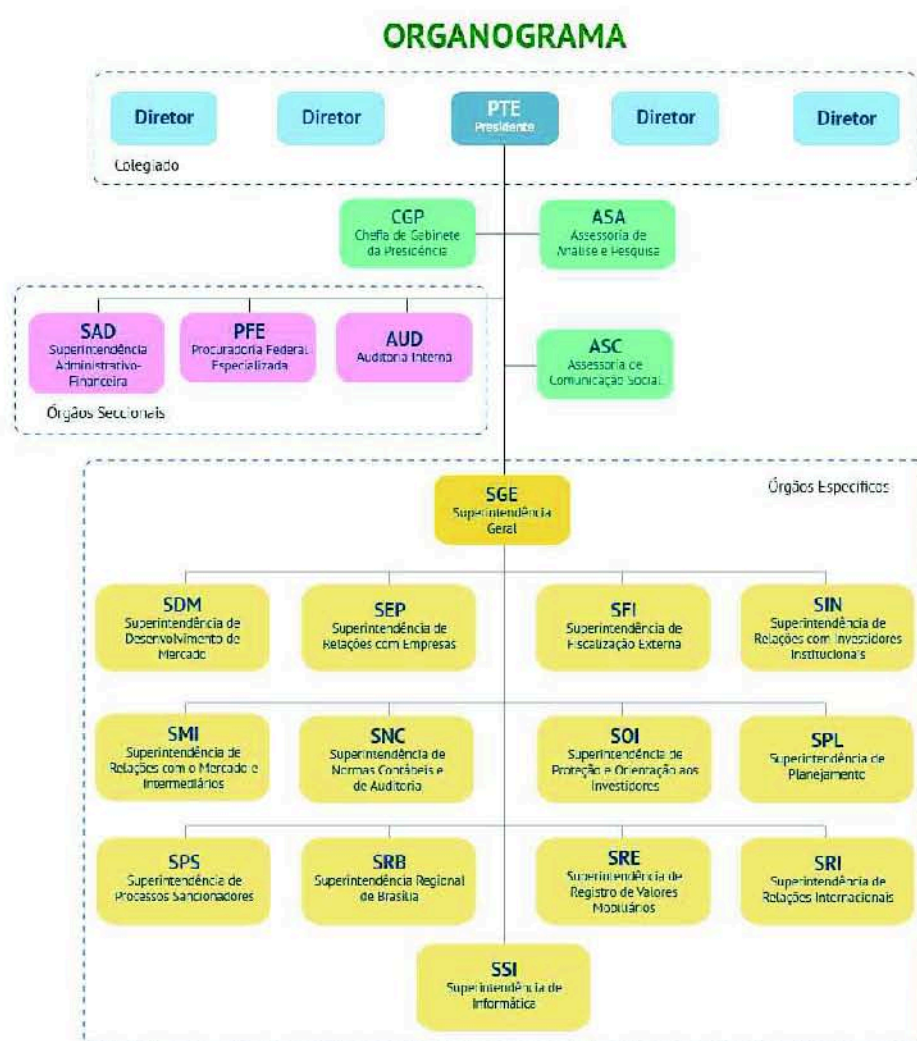 ORGANOGRAMA
Diretor
Diretor
PTE
Presidente
Diretor
Diretor
Colegiado
CGP
Chefia de Gabinete
da Presidência
ASA
Assessoria de
Análise e Pesquisa
SAD
Superintendência
Administrativo-
Financeira
PFE
Procuradoria Federal
Especializada
AUD
Auditoria Interna
ASC
Assessoria de
Comunicação Social
Órgãos Seccionais
Órgãos Específicos
SGE
Superintendência
Geral
SDM
Superintendência de
Desenvolvimento de
Mercado
SEP
Superintendência de
Relações com Empresas
SFI
Superintendência de
Fiscalização Externa
SIN
Superintendência de
Relações com Investidores
Institucionais
SMI
Superintendência de
Relações com o Mercado e
Intermediários
SNC
Superintendência de
Normas Contábeis e
de Auditoria
SOI
Superintendência de
Proteção e Orientação aos
Investidores
SPL
Superintendência de
Planejamento
SPS
Superintendência de
Processos Sancionadores
SRB
Superintendência Regional
de Brasília
SRE
Superintendência de
Registro de Valores
Mobiliários
SRI
Superintendência de
Relações Internacionais
SSI
Superintendência de
Informática